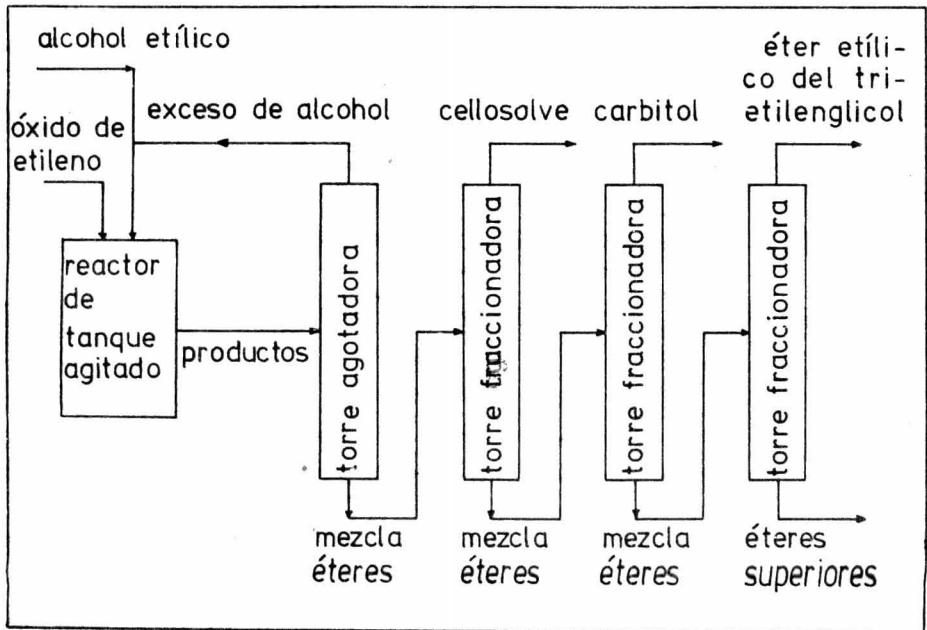 alcohol etílico
óxido de
etileno
exceso de alcohol
cellosalve
carbitol
éter etíli-
co del tri-
etilenglicol
reactor
de
tanque
agitado
productos
torre agotadora
torre fraccionadora
torre fraccionadora
torre fraccionadora
mezcla
éteres
mezcla
éteres
mezcla
éteres
éteres
superiores